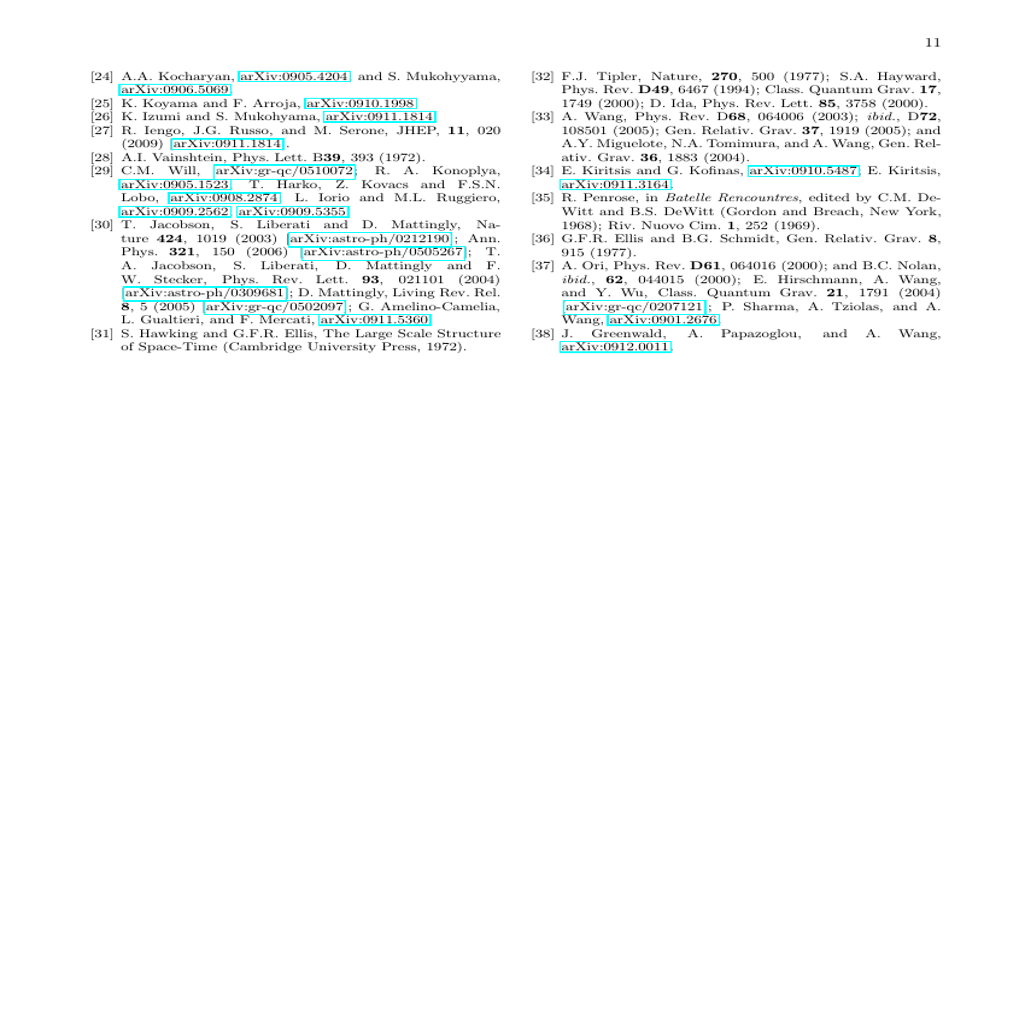 11
[24] A.A. Kocharyan, arXiv:0905.4204; and S. Mukohyyama,
arXiv:0906.5069.
[25] K. Koyama and F. Arroja, arXiv:0910.1998.
[26] K. Izumi and S. Mukohyama, arXiv:0911.1814.
[27] R. Iengo, J.G. Russo, and M. Serone, JHEP, 11, 020
(2009) [arXiv:0911.1814].
[28] A.I. Vainshtein, Phys. Lett. B39, 393 (1972).
[29] C.M. Will, arXiv:gr-qc/0510072; R. A. Konoplya,
arXiv:0905.1523; T. Harko, Z. Kovacs and F.S.N.
Lobo, arXiv:0908.2874; L. Iorio and M.L. Ruggiero,
arXiv:0909.2562; arXiv:0909.5355.
[30] T. Jacobson, S. Liberati and D. Mattingly, Na-
ture 424, 1019 (2003) [arXiv:astro-ph/0212190]; Ann.
Phys. 321, 150 (2006) [arXiv:astro-ph/0505267]; T.
A. Jacobson, S. Liberati, D. Mattingly and F.
W. Stecker, Phys. Rev. Lett. 93, 021101 (2004)
[arXiv:astro-ph/0309681]; D. Mattingly, Living Rev. Rel.
8, 5 (2005) [arXiv:gr-qc/0502097]; G. Amelino-Camelia,
L. Gualtieri, and F. Mercati, arXiv:0911.5360.
[31] S. Hawking and G.F.R. Ellis, The Large Scale Structure
of Space-Time (Cambridge University Press, 1972).
[32] F.J. Tipler, Nature, 270, 500 (1977); S.A. Hayward,
Phys. Rev. D49, 6467 (1994); Class. Quantum Grav. 17,
1749 (2000); D. Ida, Phys. Rev. Lett. 85, 3758 (2000).
[33] A. Wang, Phys. Rev. D68, 064006 (2003); ibid., D72,
108501 (2005); Gen. Relativ. Grav. 37, 1919 (2005); and
A.Y. Miguelote, N.A. Tomimura, and A. Wang, Gen. Rel-
ativ. Grav. 36, 1883 (2004).
[34] E. Kiritsis and G. Kofinas, arXiv:0910.5487; E. Kiritsis,
arXiv:0911.3164.
[35] R. Penrose, in Batelle Rencountres, edited by C.M. De-
Witt and B.S. DeWitt (Gordon and Breach, New York,
1968); Riv. Nuovo Cim. 1, 252 (1969).
[36] G.F.R. Ellis and B.G. Schmidt, Gen. Relativ. Grav. 8,
915 (1977).
[37] A. Ori, Phys. Rev. D61, 064016 (2000); and B.C. Nolan,
ibid., 62, 044015 (2000); E. Hirschmann, A. Wang,
and Y. Wu, Class. Quantum Grav. 21, 1791 (2004)
[arXiv:gr-qc/0207121]; P. Sharma, A. Tziolas, and A.
Wang, arXiv:0901.2676.
[38] J. Greenwald, A. Papazoglou, and A. Wang,
arXiv:0912.0011.